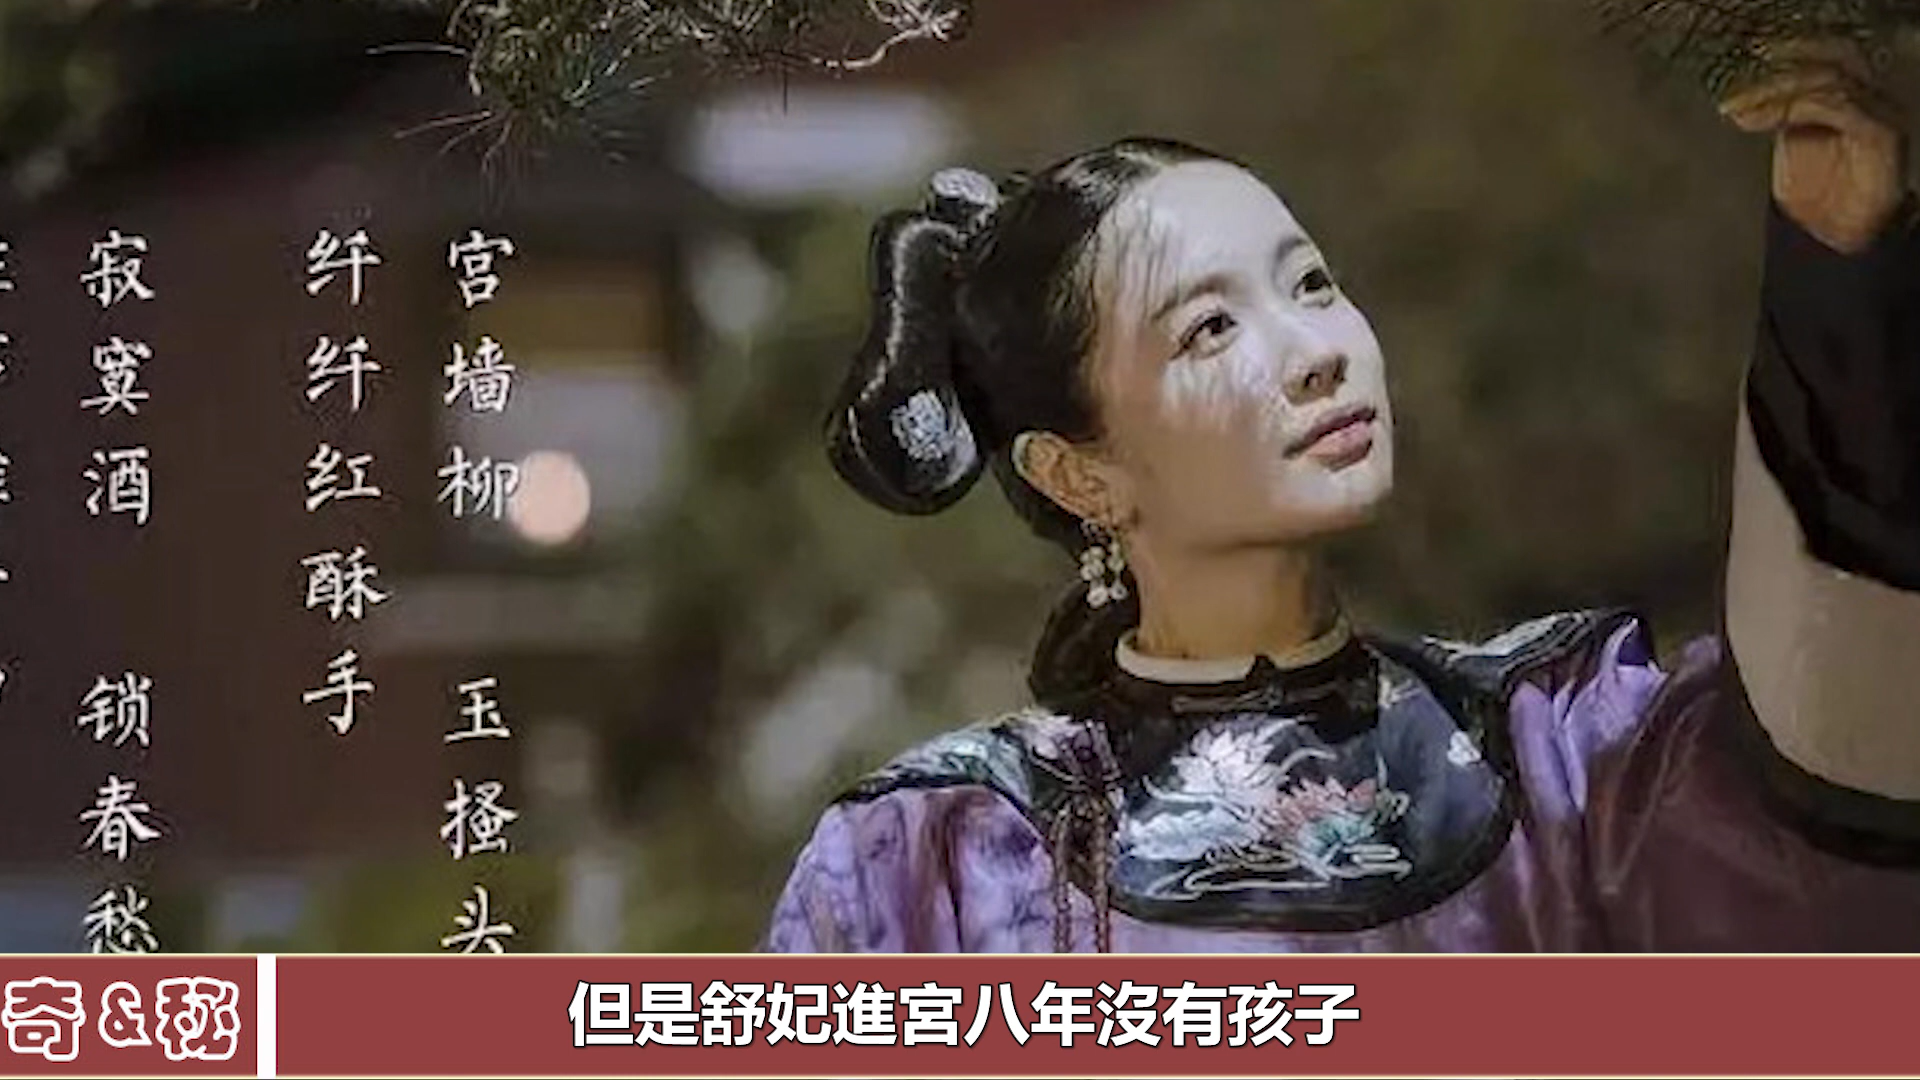 宫墙柳 玉搔头
纤纤红酥手
寂寞酒 锁春愁
奇&秘
但是舒妃進宮八年沒有孩子